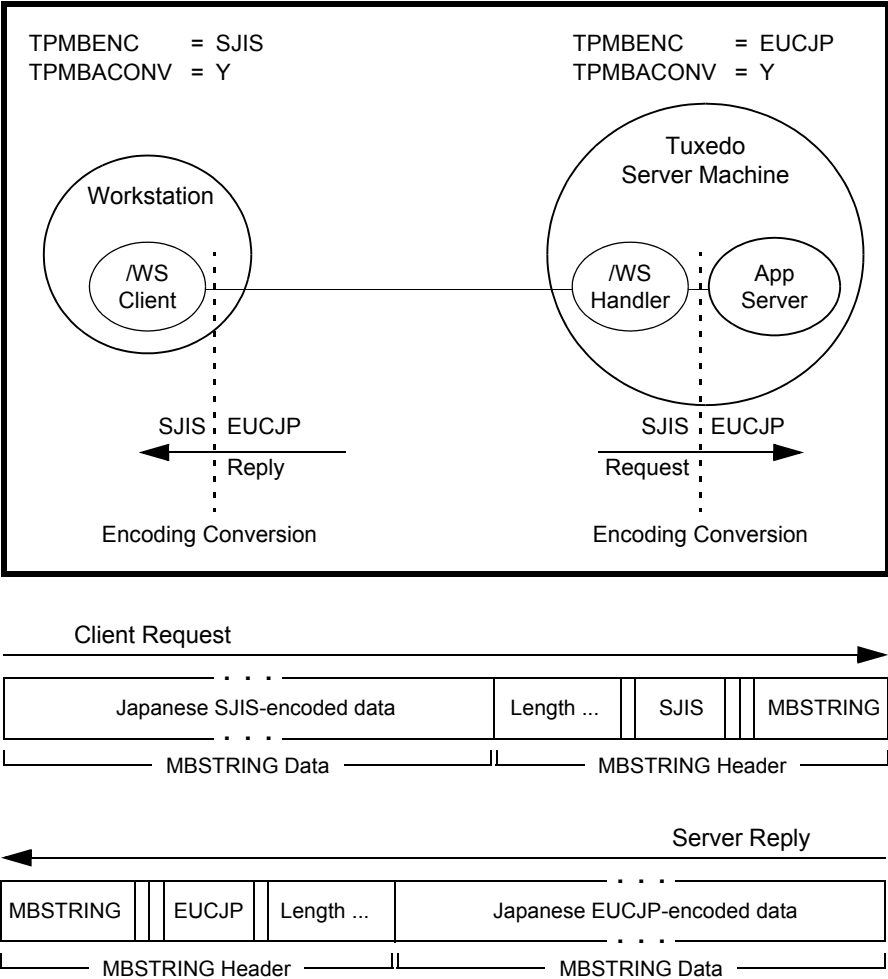 TPMBENC = SJIS
TPMBACONV = Y
TPMBENC = EUCJP
TPMBACONV = Y
Workstation
/WS
Client
Tuxedo
Server Machine
/WS
Handler
App
Server
SJIS EUCJP
Reply
Encoding Conversion
SJIS EUCJP
Request
Encoding Conversion
Client Request
Japanese SJIS-encoded data Length ... SJIS MBSTRING
MBSTRING Data MBSTRING Header
Server Reply
MBSTRING EUCJP Length ... Japanese EUCJP-encoded data
MBSTRING Header MBSTRING Data